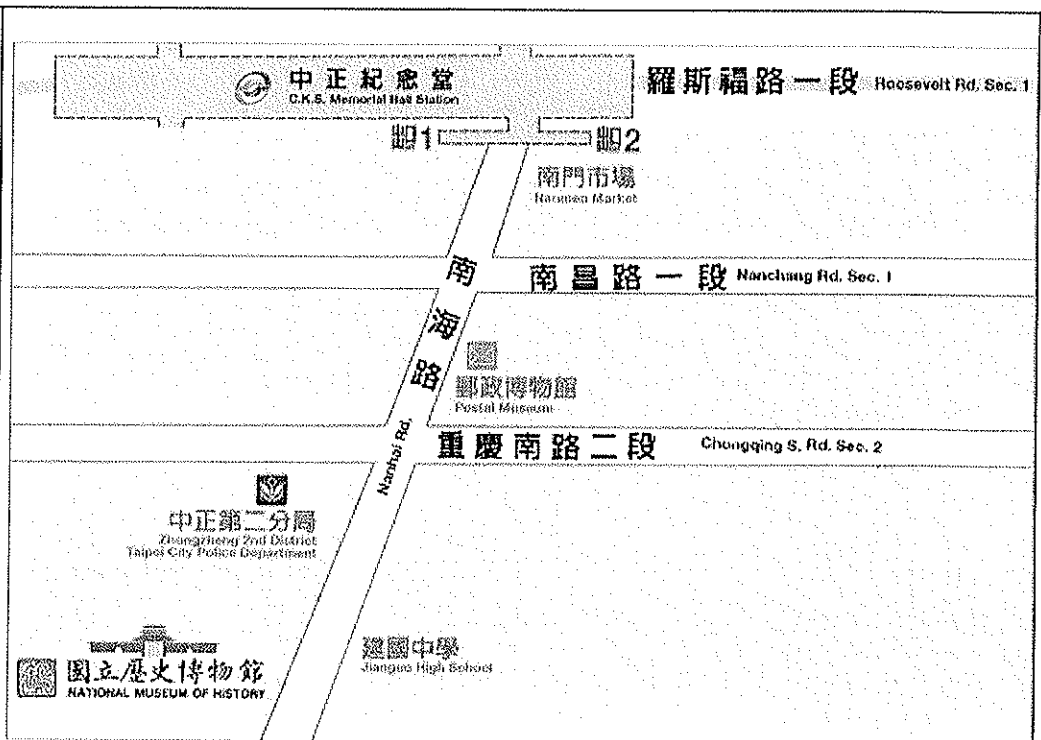 中正紀念堂
C.K.S. Memorial Hall Station
羅斯福路一段 Roosevelt Rd. Sec. 1
出口1
出口2
南門市場
Nanmen Market
南昌路一段 Nanchang Rd. Sec. 1
南海路
Nanhai Rd.
郵政博物館
Postal Museum
重慶南路二段 Chongqing S. Rd. Sec. 2
中正第二分局
Zhongzheng 2nd District
Taipei City Police Department
建國中學
Jianguo High School
國立歷史博物館
NATIONAL MUSEUM OF HISTORY